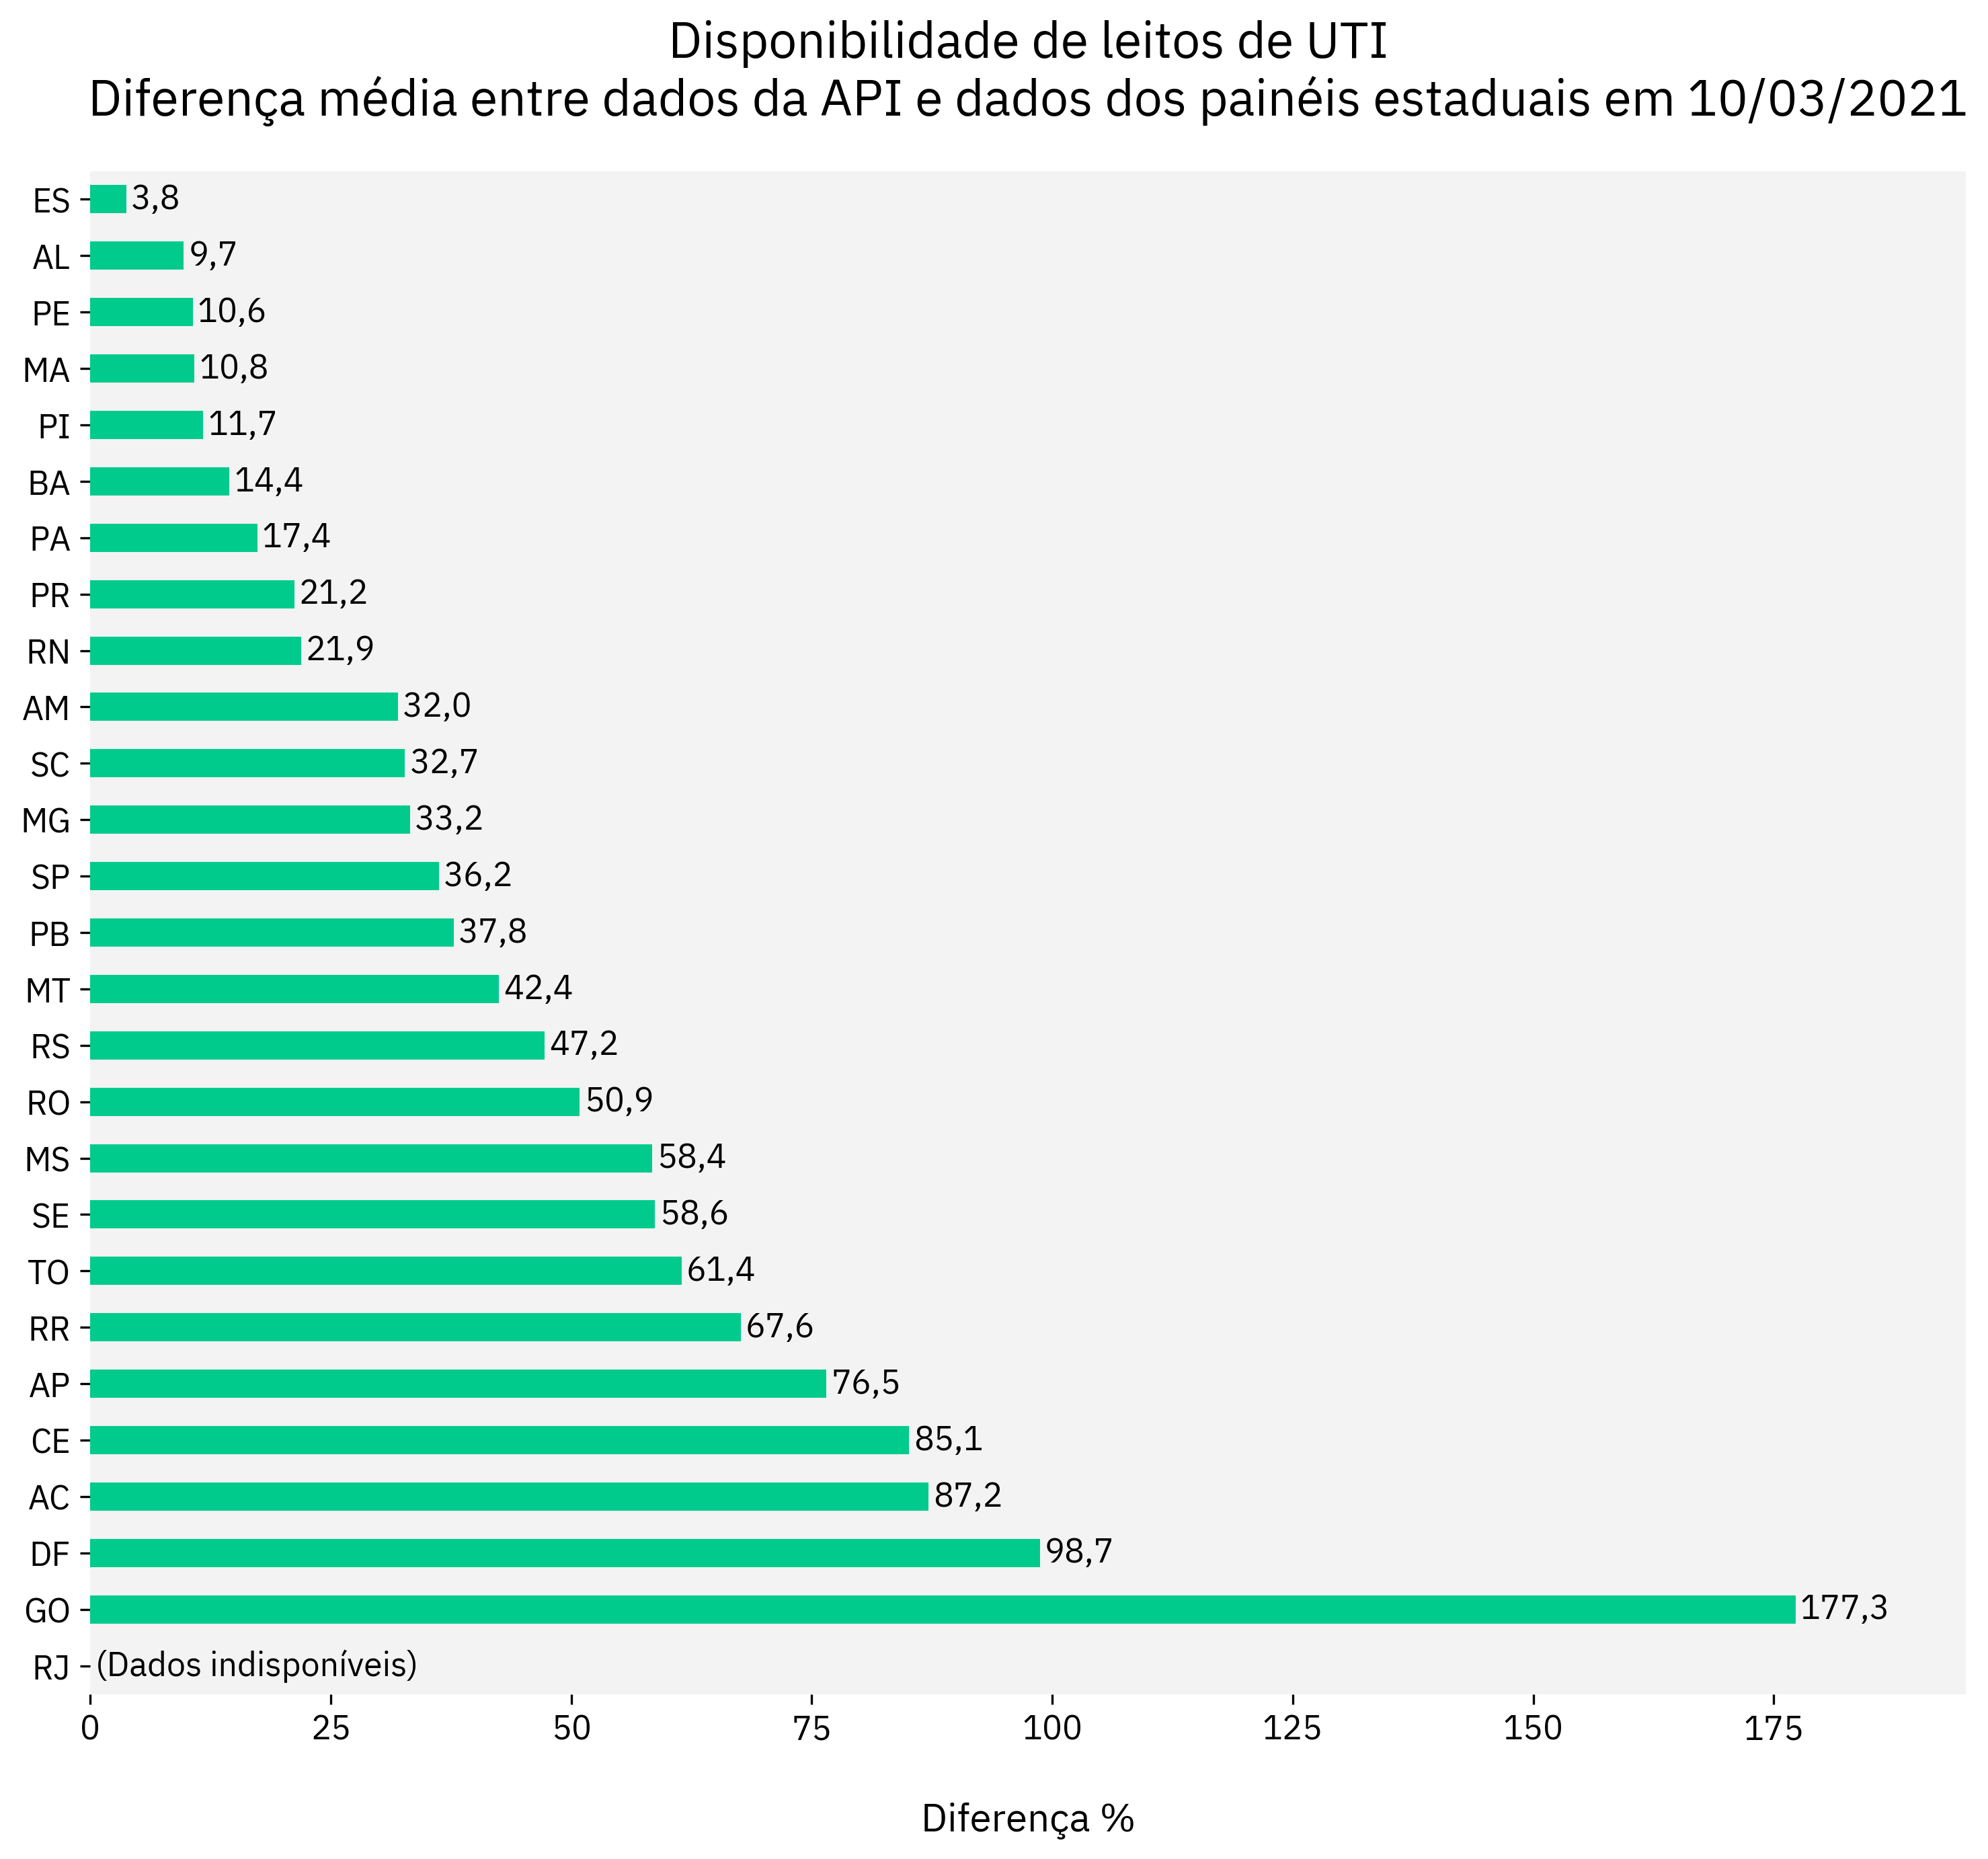 Disponibilidade de leitos de UTI
Diferença média entre dados da API e dados dos painéis estaduais em 10/03/2021
ES 3,8
AL 9,7
PE 10,6
MA 10,8
PI 11,7
BA 14,4
PA 17,4
PR 21,2
RN 21,9
AM 32,0
SC 32,7
MG 33,2
SP 36,2
PB 37,8
MT 42,4
RS 47,2
RO 50,9
MS 58,4
SE 58,6
TO 61,4
RR 67,6
AP 76,5
CE 85,1
AC 87,2
DF 98,7
GO 177,3
RJ (Dados indisponíveis)
0 25 50 75 100 125 150 175
Diferença %